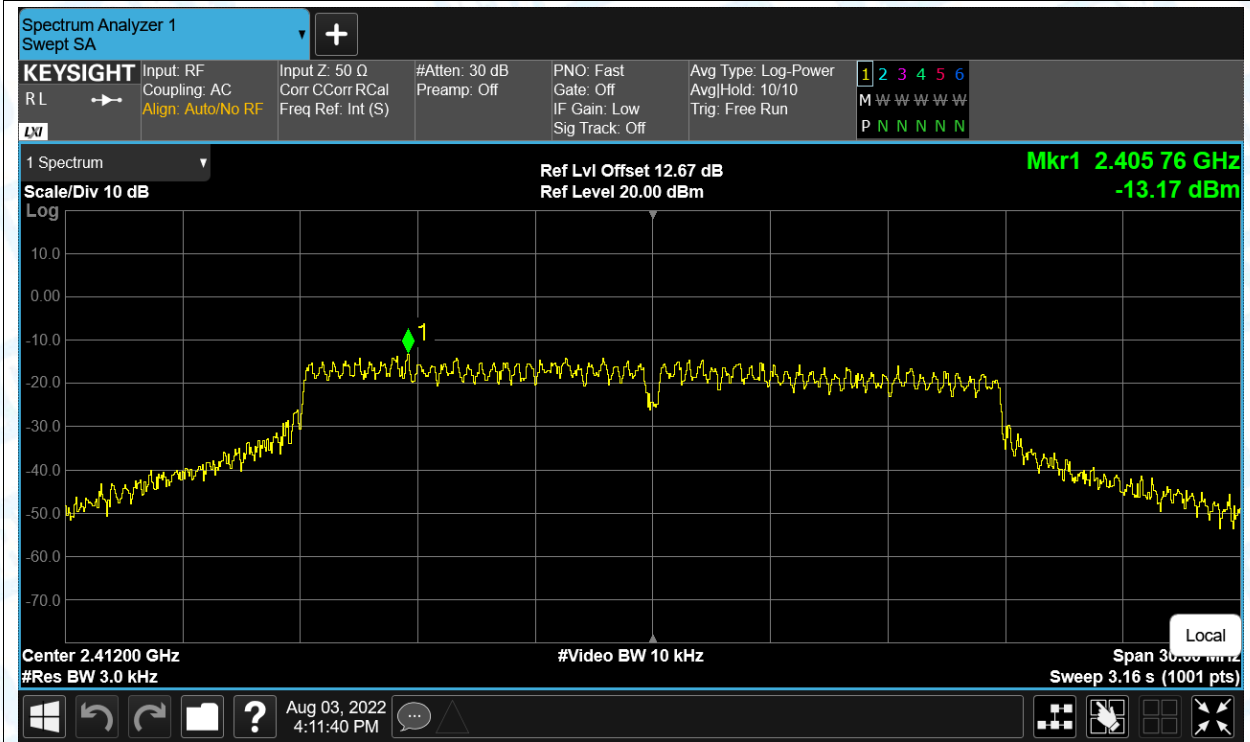 Spectrum Analyzer 1
Swept SA
KEYSIGHT
R L
LXI
Input: RF
Coupling: AC
Align: Auto/No RF
Input Z: 50 Ω
Corr CCorr RCal
Freq Ref: Int (S)
#Atten: 30 dB
Preamp: Off
PNO: Fast
Gate: Off
IF Gain: Low
Sig Track: Off
Avg Type: Log-Power
Avg|Hold: 10/10
Trig: Free Run
1 2 3 4 5 6
M W W W W W W
P N N N N N N
1 Spectrum
Scale/Div 10 dB
Log
Ref Lvl Offset 12.67 dB
Ref Level 20.00 dBm
Mkr1 2.405 76 GHz
-13.17 dBm
10.0
0.00
-10.0
-20.0
-30.0
-40.0
-50.0
-60.0
-70.0
1
Local
Center 2.41200 GHz
#Res BW 3.0 kHz
#Video BW 10 kHz
Span 30.00 MHz
Sweep 3.16 s (1001 pts)
?
Aug 03, 2022
4:11:40 PM